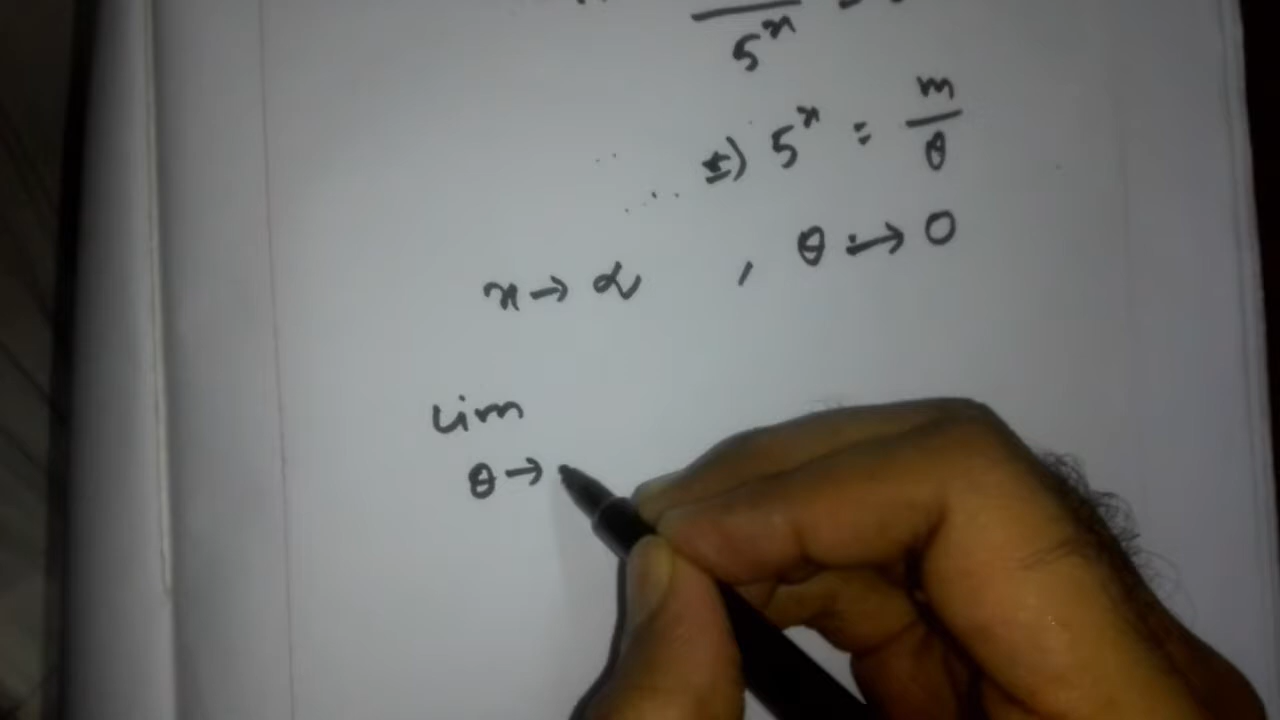 5^x
=) 5^x = m/θ
x → α , θ → 0
Lim
θ →